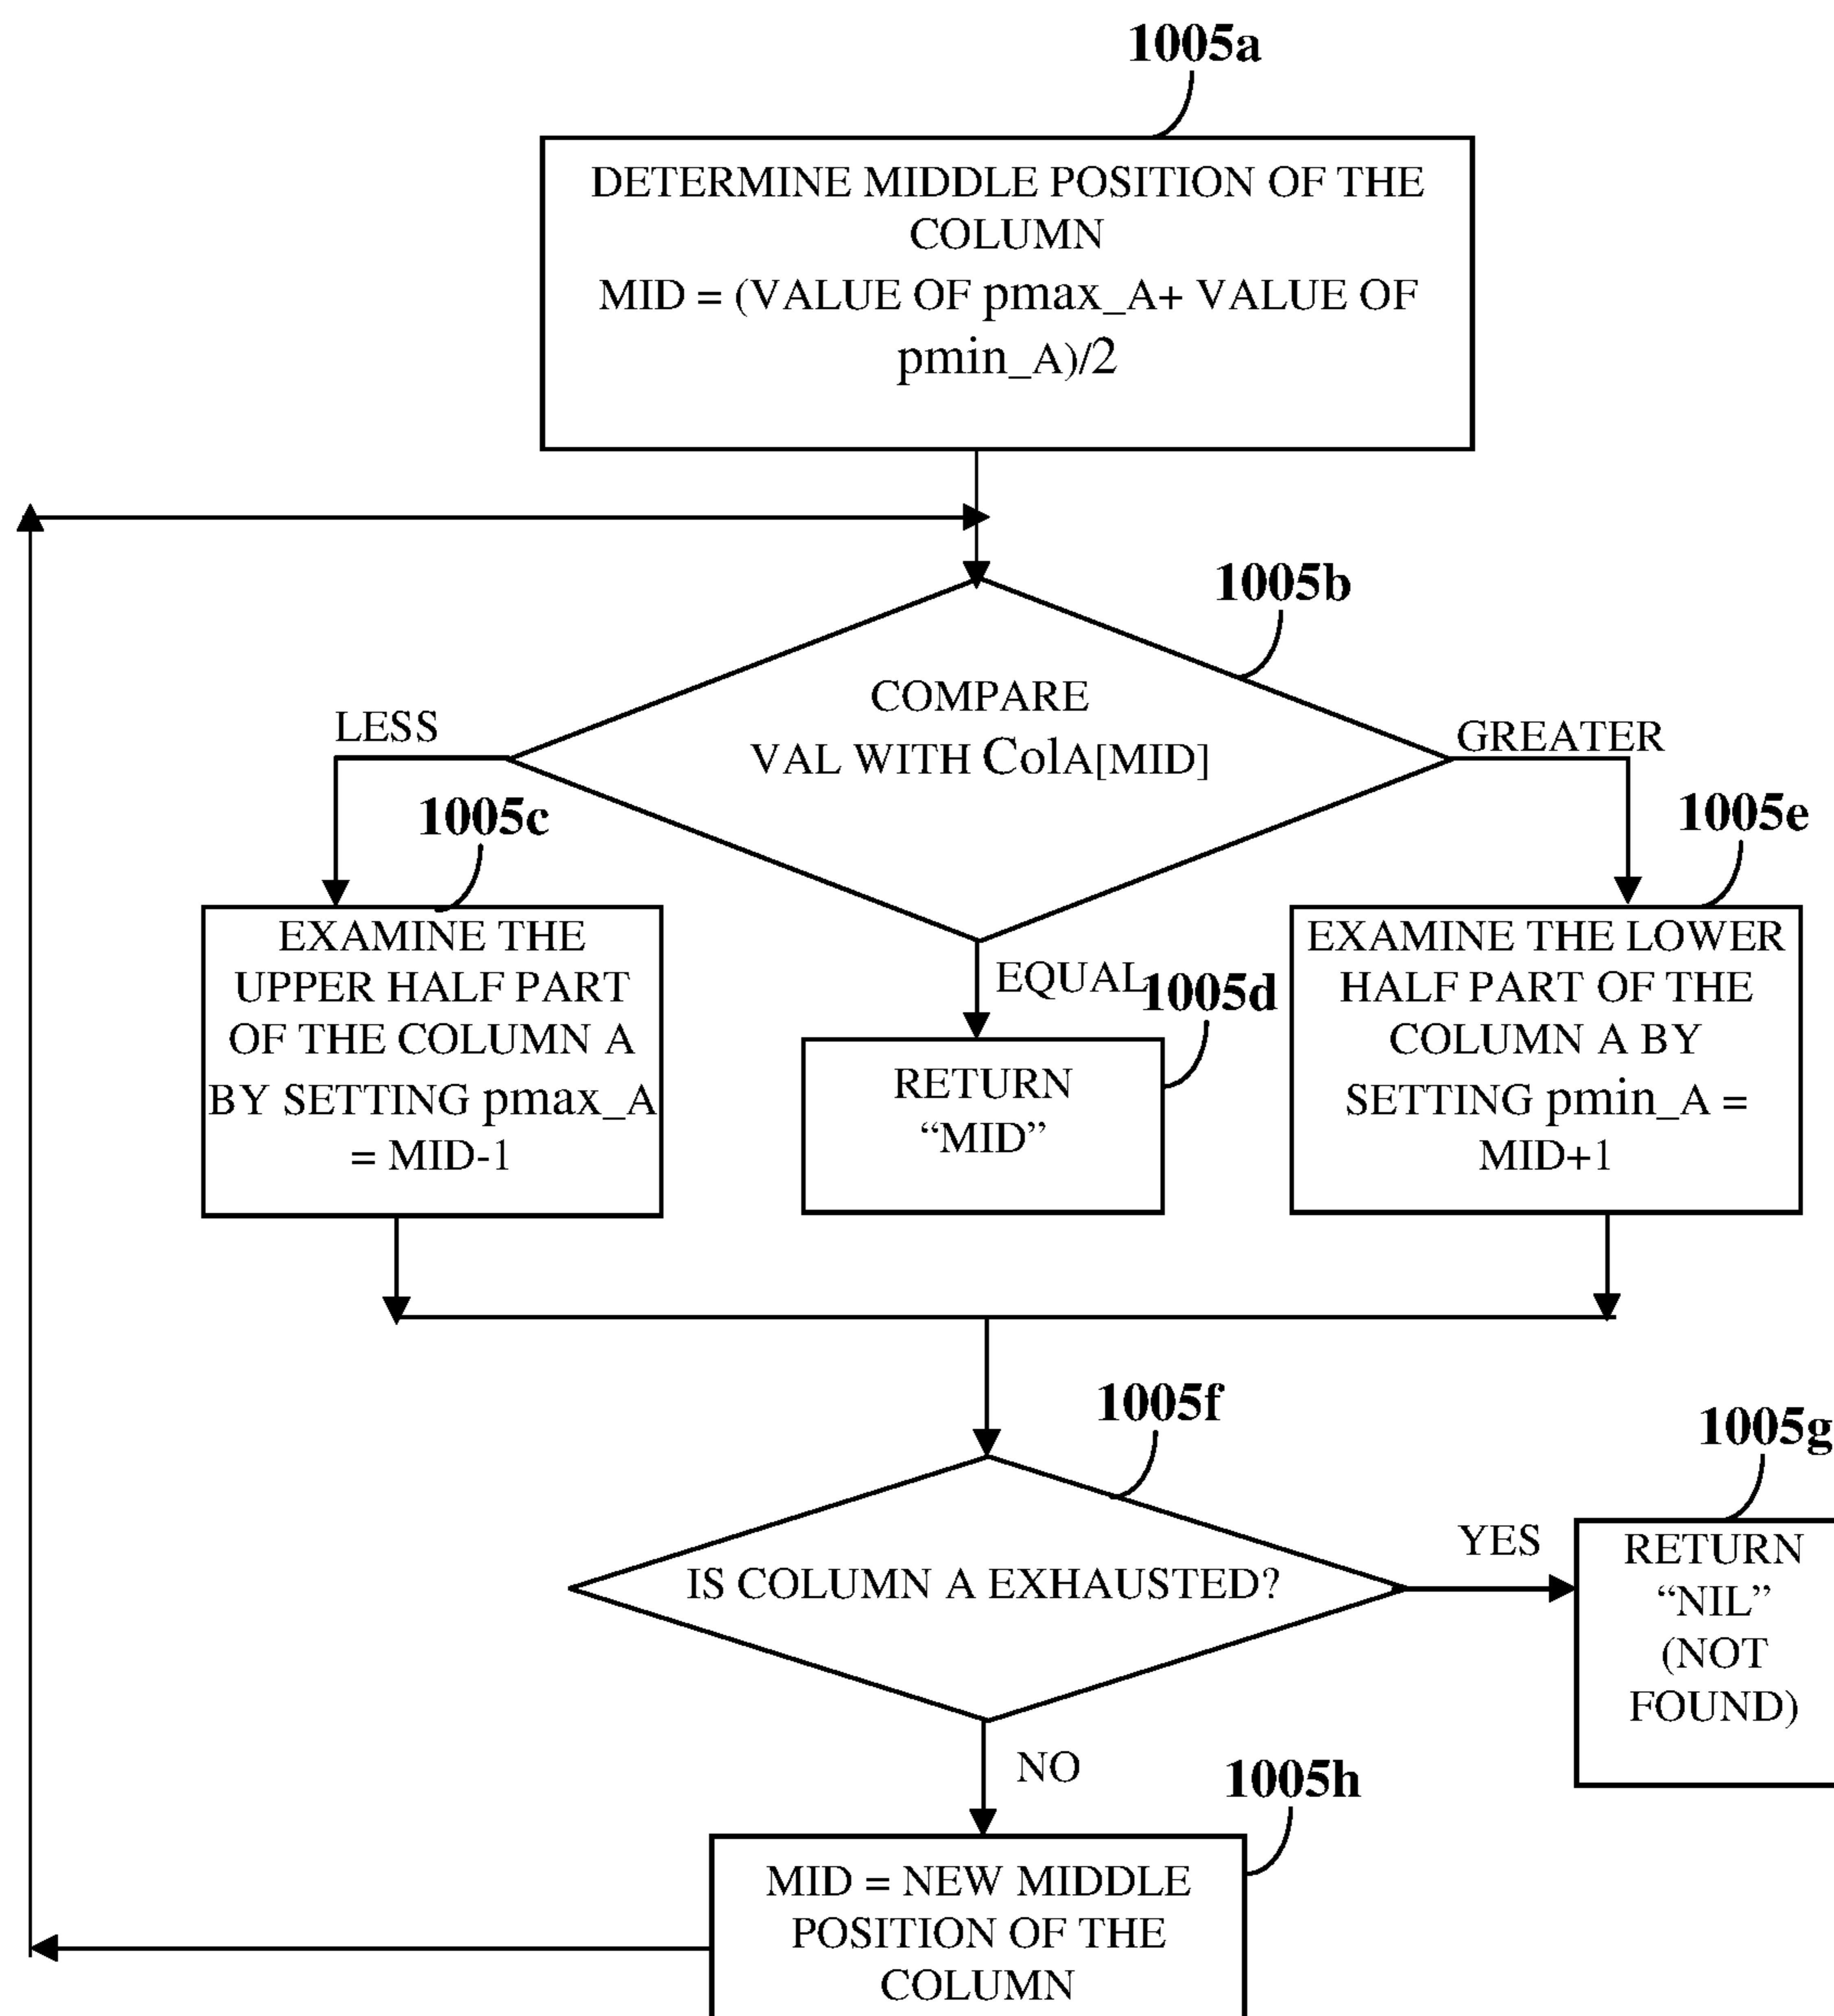 1005a
DETERMINE MIDDLE POSITION OF THE
COLUMN
MID = (VALUE OF pmax_A+ VALUE OF
pmin_A)/2
1005b
COMPARE
VAL WITH ColA[MID]
LESS
GREATER
1005c
1005e
EXAMINE THE
UPPER HALF PART
OF THE COLUMN A
BY SETTING pmax_A
= MID-1
EQUAL
1005d
RETURN
“MID”
EXAMINE THE LOWER
HALF PART OF THE
COLUMN A BY
SETTING pmin_A =
MID+1
1005f
IS COLUMN A EXHAUSTED?
YES
1005g
RETURN
“NIL”
(NOT
FOUND)
NO
1005h
MID = NEW MIDDLE
POSITION OF THE
COLUMN